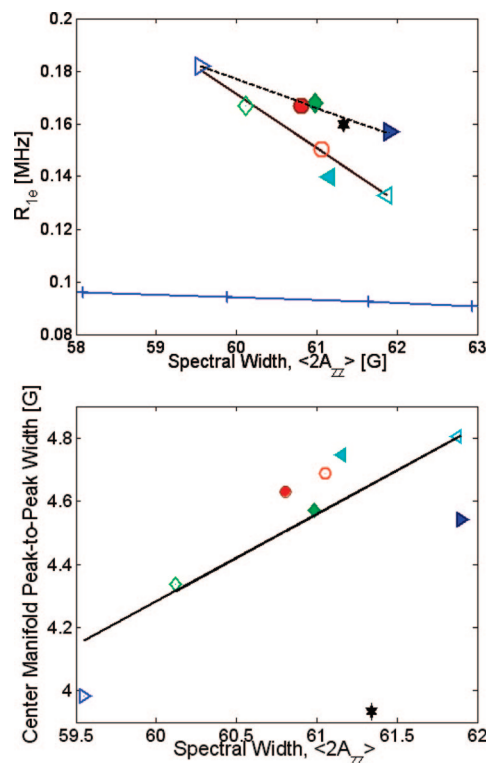 0.2
0.18
0.16
0.14
0.12
0.1
0.08
R1e [MHz]
58 59 60 61 62 63
Spectral Width, <2Azz> [G]
4.8
4.6
4.4
4.2
4
Center Manifold Peak-to-Peak Width [G]
59.5 60 60.5 61 61.5 62
Spectral Width, <2Azz>